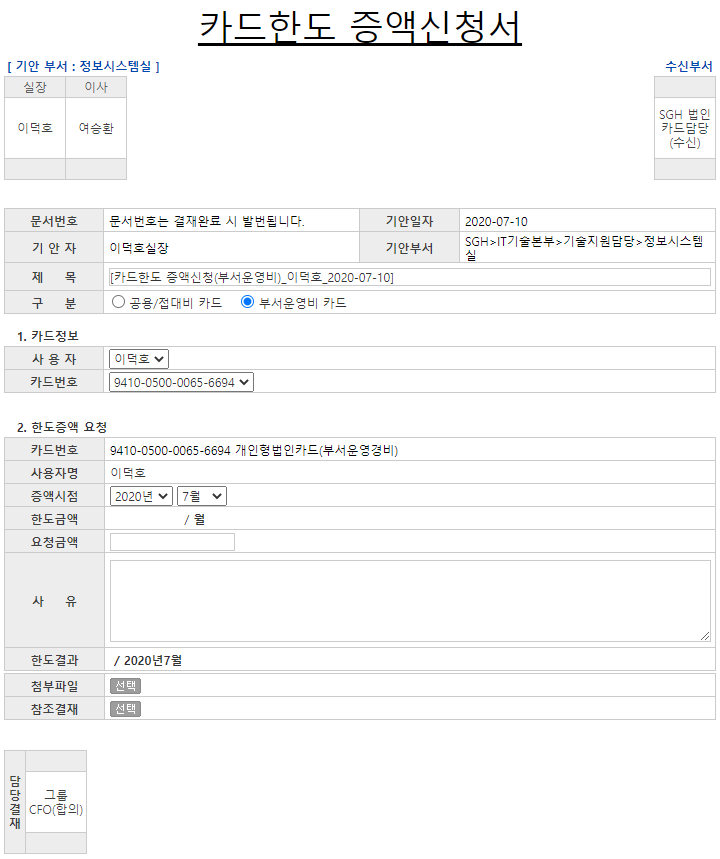 카드한도 증액신청서
[ 기안 부서 : 정보시스템실 ] 수신부서
실장 이사
이덕호 여승환
SGH 법인
카드담당
(수신)
문서번호 문서번호는 결재완료 시 발번됩니다. 기안일자 2020-07-10
기 안 자 이덕호실장 기안부서 SGH>IT기술본부>기술지원담당>정보시스템
실
제 목 [카드한도 증액신청(부서운영비)_이덕호_2020-07-10]
구 분 공용/접대비 카드 부서운영비 카드
1. 카드정보
사 용 자 이덕호
카드번호 9410-0500-0065-6694
2. 한도증액 요청
카드번호 9410-0500-0065-6694 개인형법인카드(부서운영경비)
사용자명 이덕호
증액시점 2020년 7월
한도금액 / 월
요청금액
사 유
한도결과 / 2020년7월
첨부파일 선택
참조결재 선택
담
당
결
재
그룹
CFO(합의)